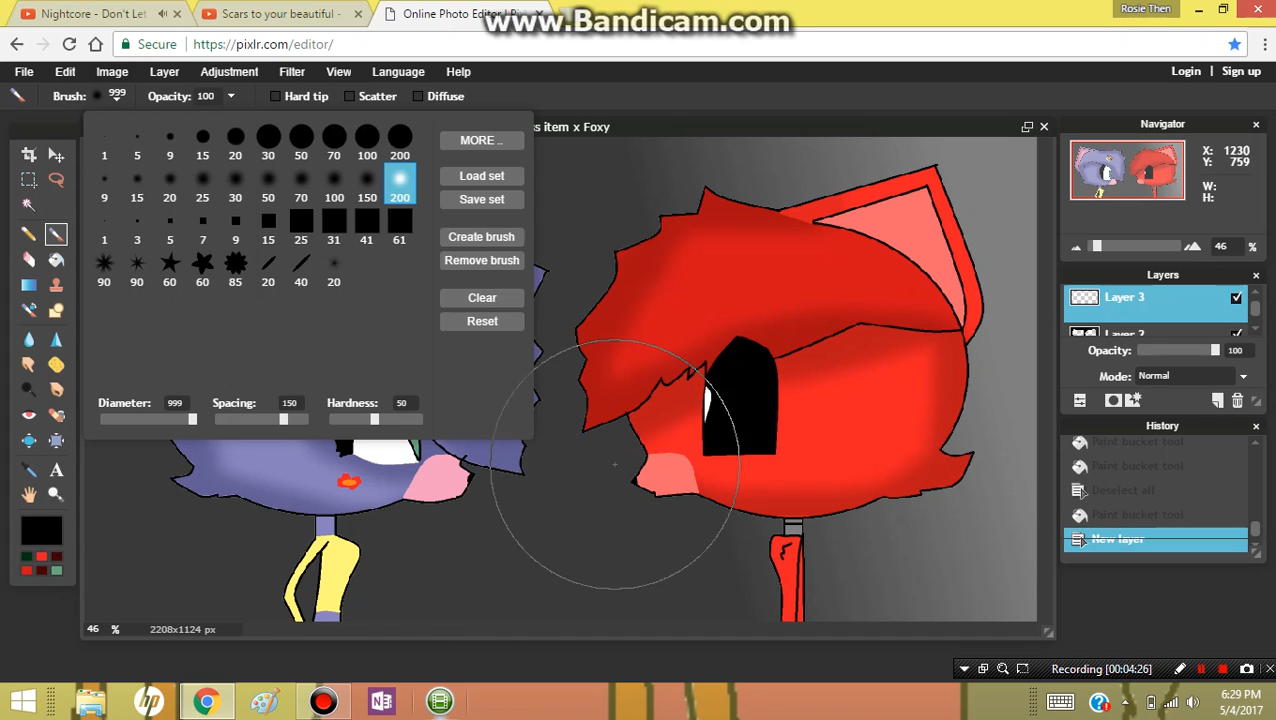 Nightcore - Don't Let
Scars to your beautiful -
Online Photo Editor | Pixlr
www.Bandicam.com
Rosie Then
Secure
https://pixlr.com/editor/
File Edit Image Layer Adjustment Filter View Language Help
Login Sign up
Brush: 999 Opacity: 100 Hard tip Scatter Diffuse
ss item x Foxy
Navigator
1 5 9 15 20 30 50 70 100 200
9 15 20 30 50 70 100 150 200
1 3 5 7 9 15 25 31 41 61
90 90 60 60 85 20 40 20
MORE ..
Load set
Save set
Create brush
Remove brush
Clear
Reset
Diameter: 999 Spacing: 150 Hardness: 50
X: 1230
Y: 759
W:
H:
46 %
Layers
Layer 3
Layer 2
Opacity: 100
Mode: Normal
History
Paint bucket tool
Paint bucket tool
Deselect all
Paint bucket tool
New layer
46 % 2208x1124 px
Recording [00:04:26]
6:29 PM
5/4/2017